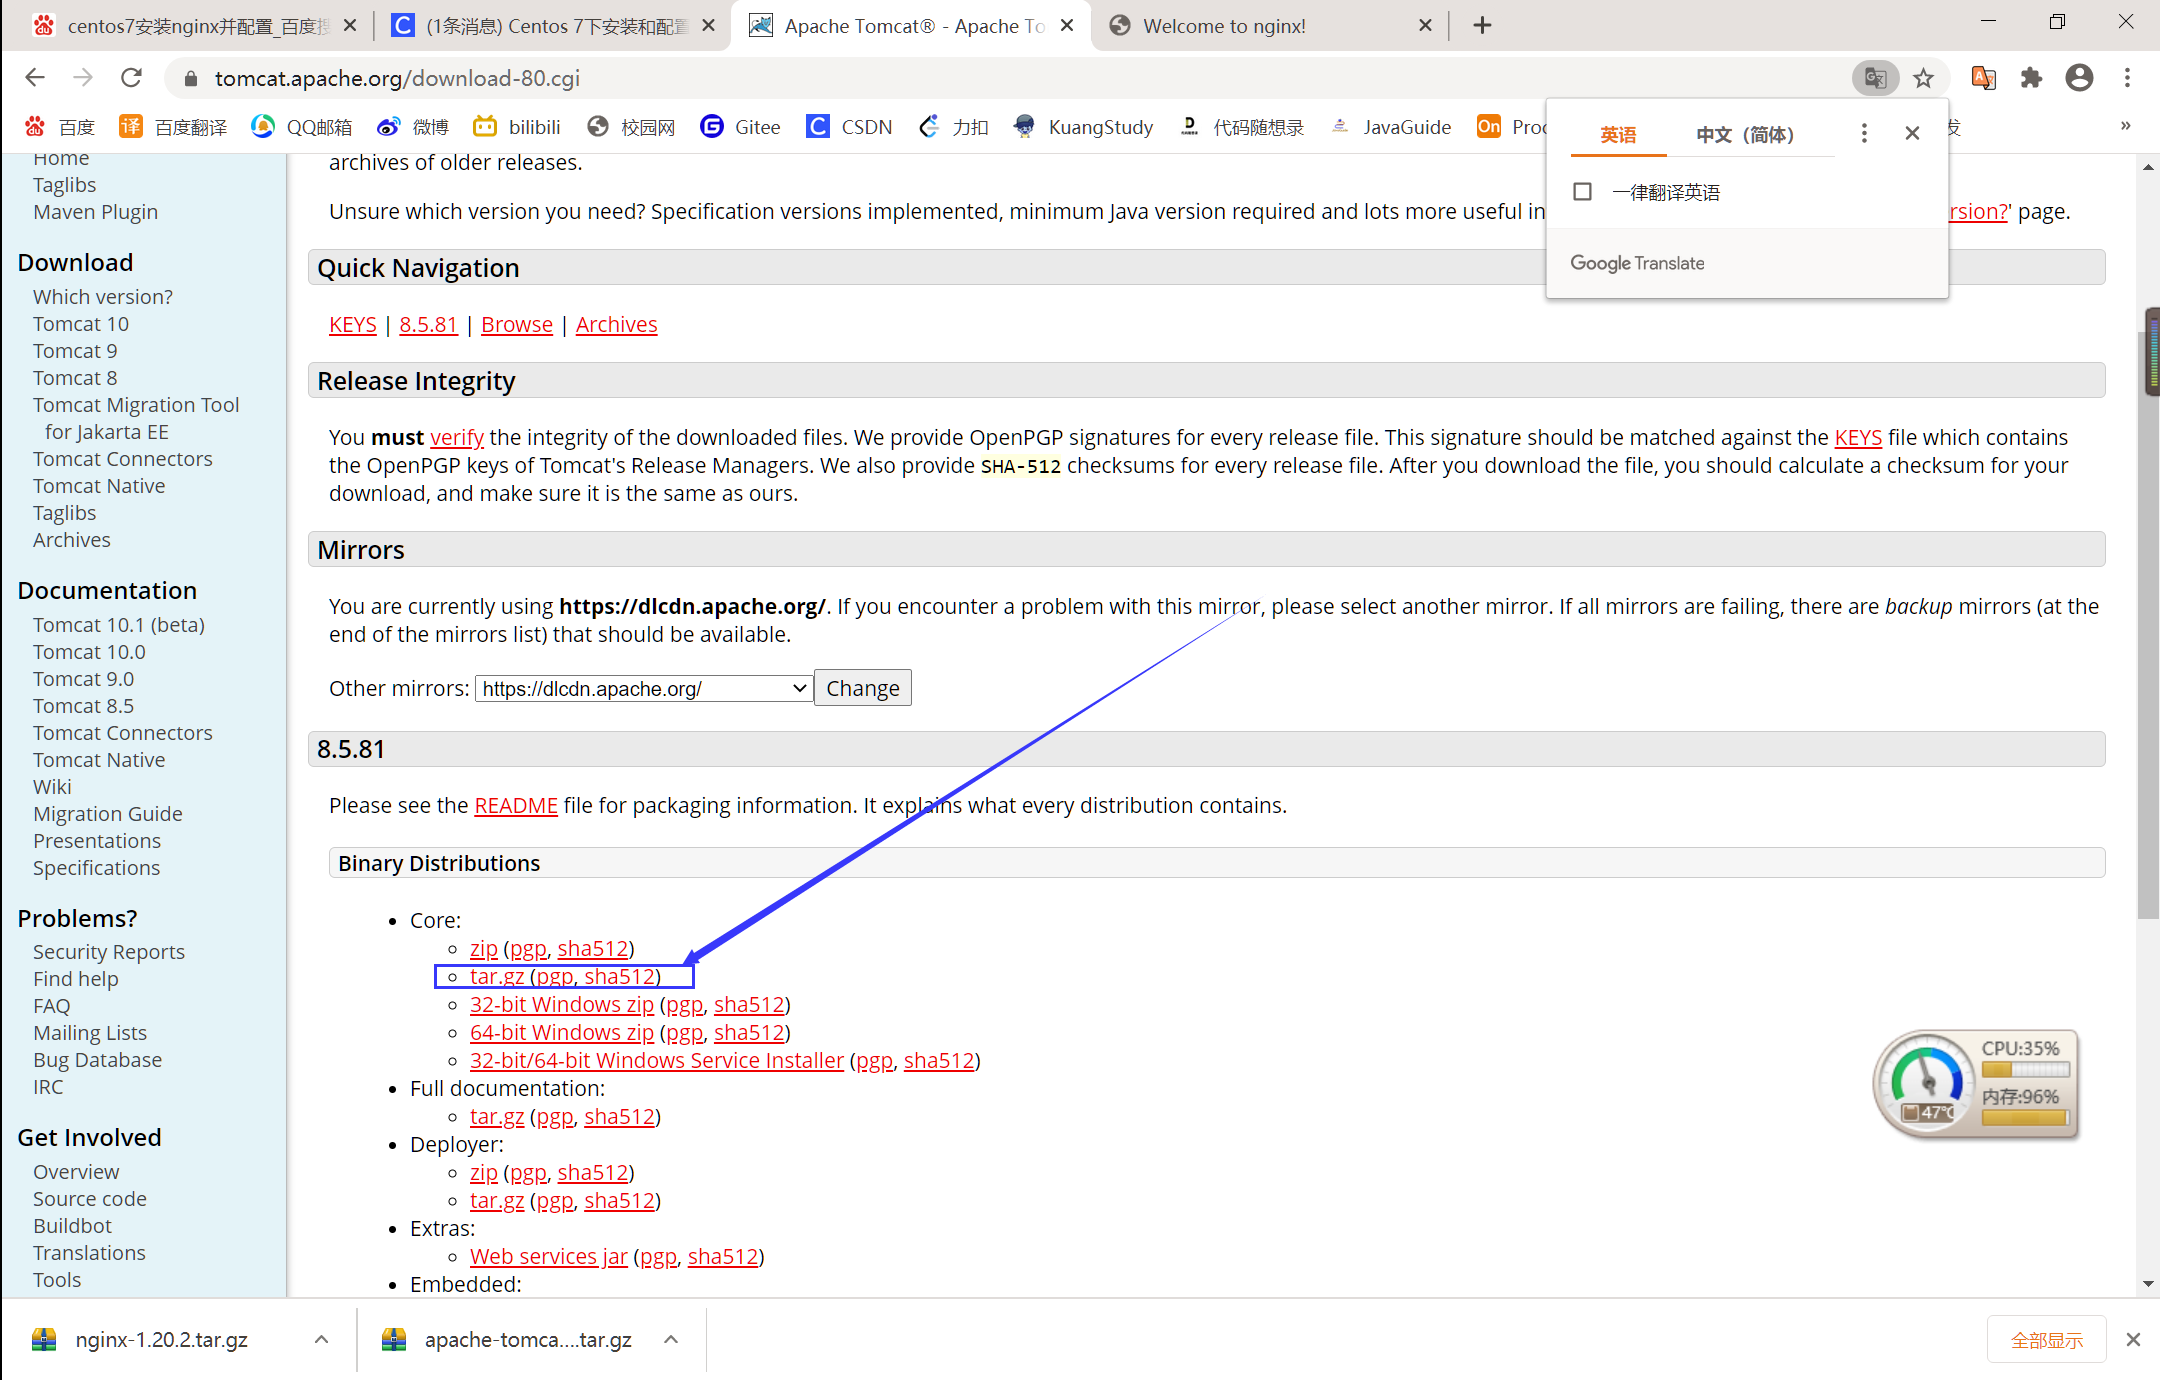 centos7安装nginx并配置_百度搜
(1条消息) Centos 7下安装和配置
Apache Tomcat® - Apache To
Welcome to nginx!
tomcat.apache.org/download-80.cgi
百度
百度翻译
QQ邮箱
微博
bilibili
校园网
Gitee
CSDN
力扣
KuangStudy
代码随想录
JavaGuide
On
Proc
发
»
英语
中文（简体）
一律翻译英语
Google Translate
Home
Taglibs
Maven Plugin
Download
Which version?
Tomcat 10
Tomcat 9
Tomcat 8
Tomcat Migration Tool
for Jakarta EE
Tomcat Connectors
Tomcat Native
Taglibs
Archives
Documentation
Tomcat 10.1 (beta)
Tomcat 10.0
Tomcat 9.0
Tomcat 8.5
Tomcat Connectors
Tomcat Native
Wiki
Migration Guide
Presentations
Specifications
Problems?
Security Reports
Find help
FAQ
Mailing Lists
Bug Database
IRC
Get Involved
Overview
Source code
Buildbot
Translations
Tools
archives of older releases.
Unsure which version you need? Specification versions implemented, minimum Java version required and lots more useful in rsion?' page.
Quick Navigation
KEYS | 8.5.81 | Browse | Archives
Release Integrity
You must verify the integrity of the downloaded files. We provide OpenPGP signatures for every release file. This signature should be matched against the KEYS file which contains
the OpenPGP keys of Tomcat's Release Managers. We also provide SHA-512 checksums for every release file. After you download the file, you should calculate a checksum for your
download, and make sure it is the same as ours.
Mirrors
You are currently using https://dlcdn.apache.org/. If you encounter a problem with this mirror, please select another mirror. If all mirrors are failing, there are backup mirrors (at the
end of the mirrors list) that should be available.
Other mirrors: https://dlcdn.apache.org/ Change
8.5.81
Please see the README file for packaging information. It explains what every distribution contains.
Binary Distributions
Core:
zip (pgp, sha512)
tar.gz (pgp, sha512)
32-bit Windows zip (pgp, sha512)
64-bit Windows zip (pgp, sha512)
32-bit/64-bit Windows Service Installer (pgp, sha512)
Full documentation:
tar.gz (pgp, sha512)
Deployer:
zip (pgp, sha512)
tar.gz (pgp, sha512)
Extras:
Web services jar (pgp, sha512)
Embedded:
CPU:35%
内存:96%
47℃
nginx-1.20.2.tar.gz
apache-tomca....tar.gz
全部显示